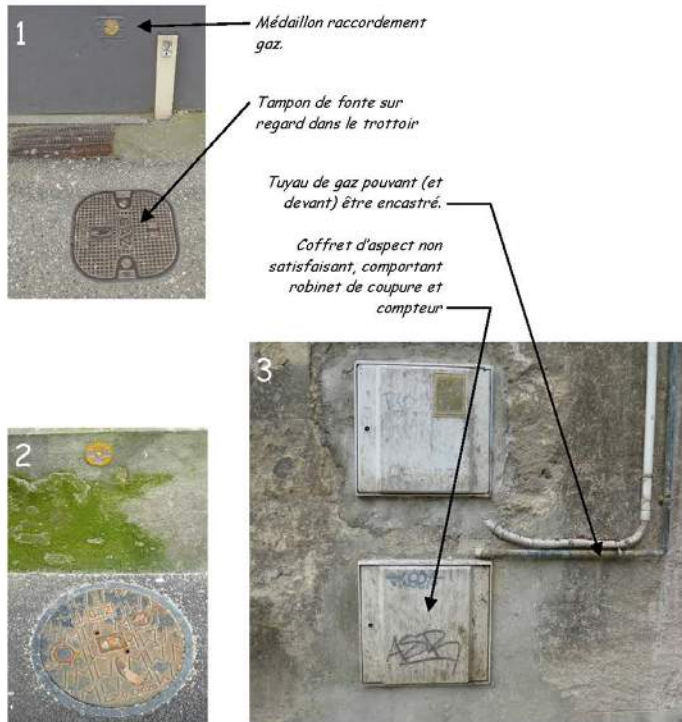 1
Médaillon raccordement
gaz.
Tampon de fonte sur
regard dans le trottoir
GAZ
Tuyau de gaz pouvant (et
devant) être encastré.
Coffret d'aspect non
satisfaisant, comportant
robinet de coupure et
compteur
3
2